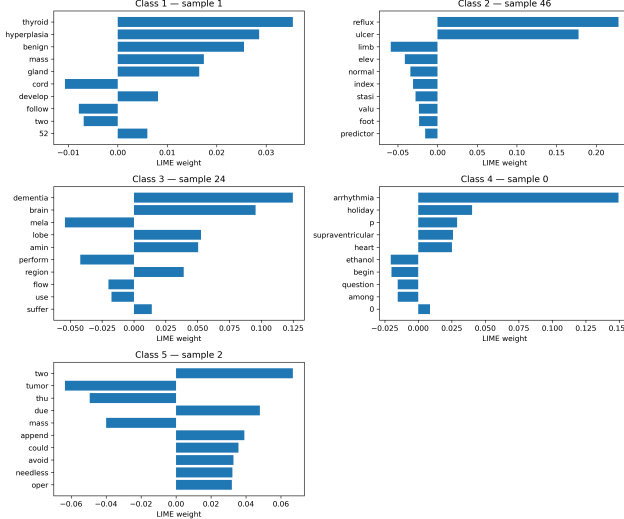 Class 1 — sample 1
thyroid
hyperplasia
benign
mass
gland
cord
develop
follow
two
52
−0.01 0.00 0.01 0.02 0.03
LIME weight
Class 2 — sample 46
reflux
ulcer
limb
elev
normal
index
stasi
valu
foot
predictor
−0.05 0.00 0.05 0.10 0.15 0.20
LIME weight
Class 3 — sample 24
dementia
brain
mela
lobe
amin
perform
region
flow
use
suffer
−0.050 −0.025 0.000 0.025 0.050 0.075 0.100 0.125
LIME weight
Class 4 — sample 0
arrhythmia
holiday
p
supraventricular
heart
ethanol
begin
question
among
0
−0.025 0.000 0.025 0.050 0.075 0.100 0.125 0.150
LIME weight
Class 5 — sample 2
two
tumor
thu
due
mass
append
could
avoid
needless
oper
−0.06 −0.04 −0.02 0.00 0.02 0.04 0.06
LIME weight